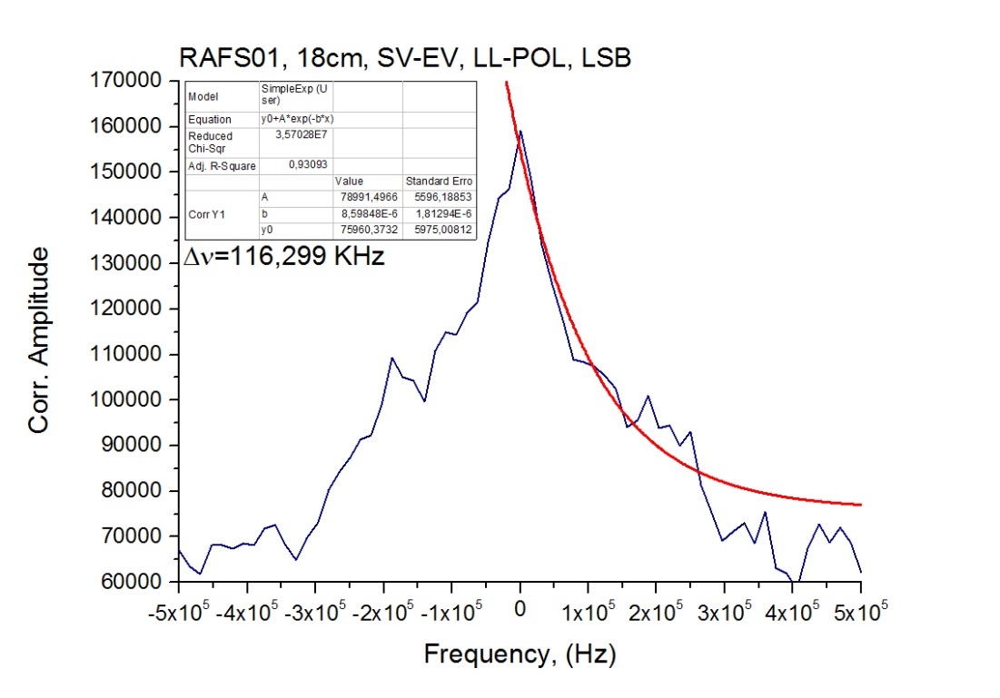 RAFS01, 18cm, SV-EV, LL-POL, LSB
Model SimpleExp (U
ser)
Equation y0+A*exp(-b*x)
Reduced
Chi-Sqr 3,57028E7
Adj. R-Square 0,93093
Value Standard Erro
Corr Y1 A 78991,4966 5596,18853
b 8,59848E-6 1,81294E-6
y0 75960,3732 5975,00812
Δν=116,299 KHz
170000
160000
150000
140000
130000
120000
110000
100000
90000
80000
70000
60000
Corr. Amplitude
-5x10⁵ -4x10⁵ -3x10⁵ -2x10⁵ -1x10⁵ 0 1x10⁵ 2x10⁵ 3x10⁵ 4x10⁵ 5x10⁵
Frequency, (Hz)